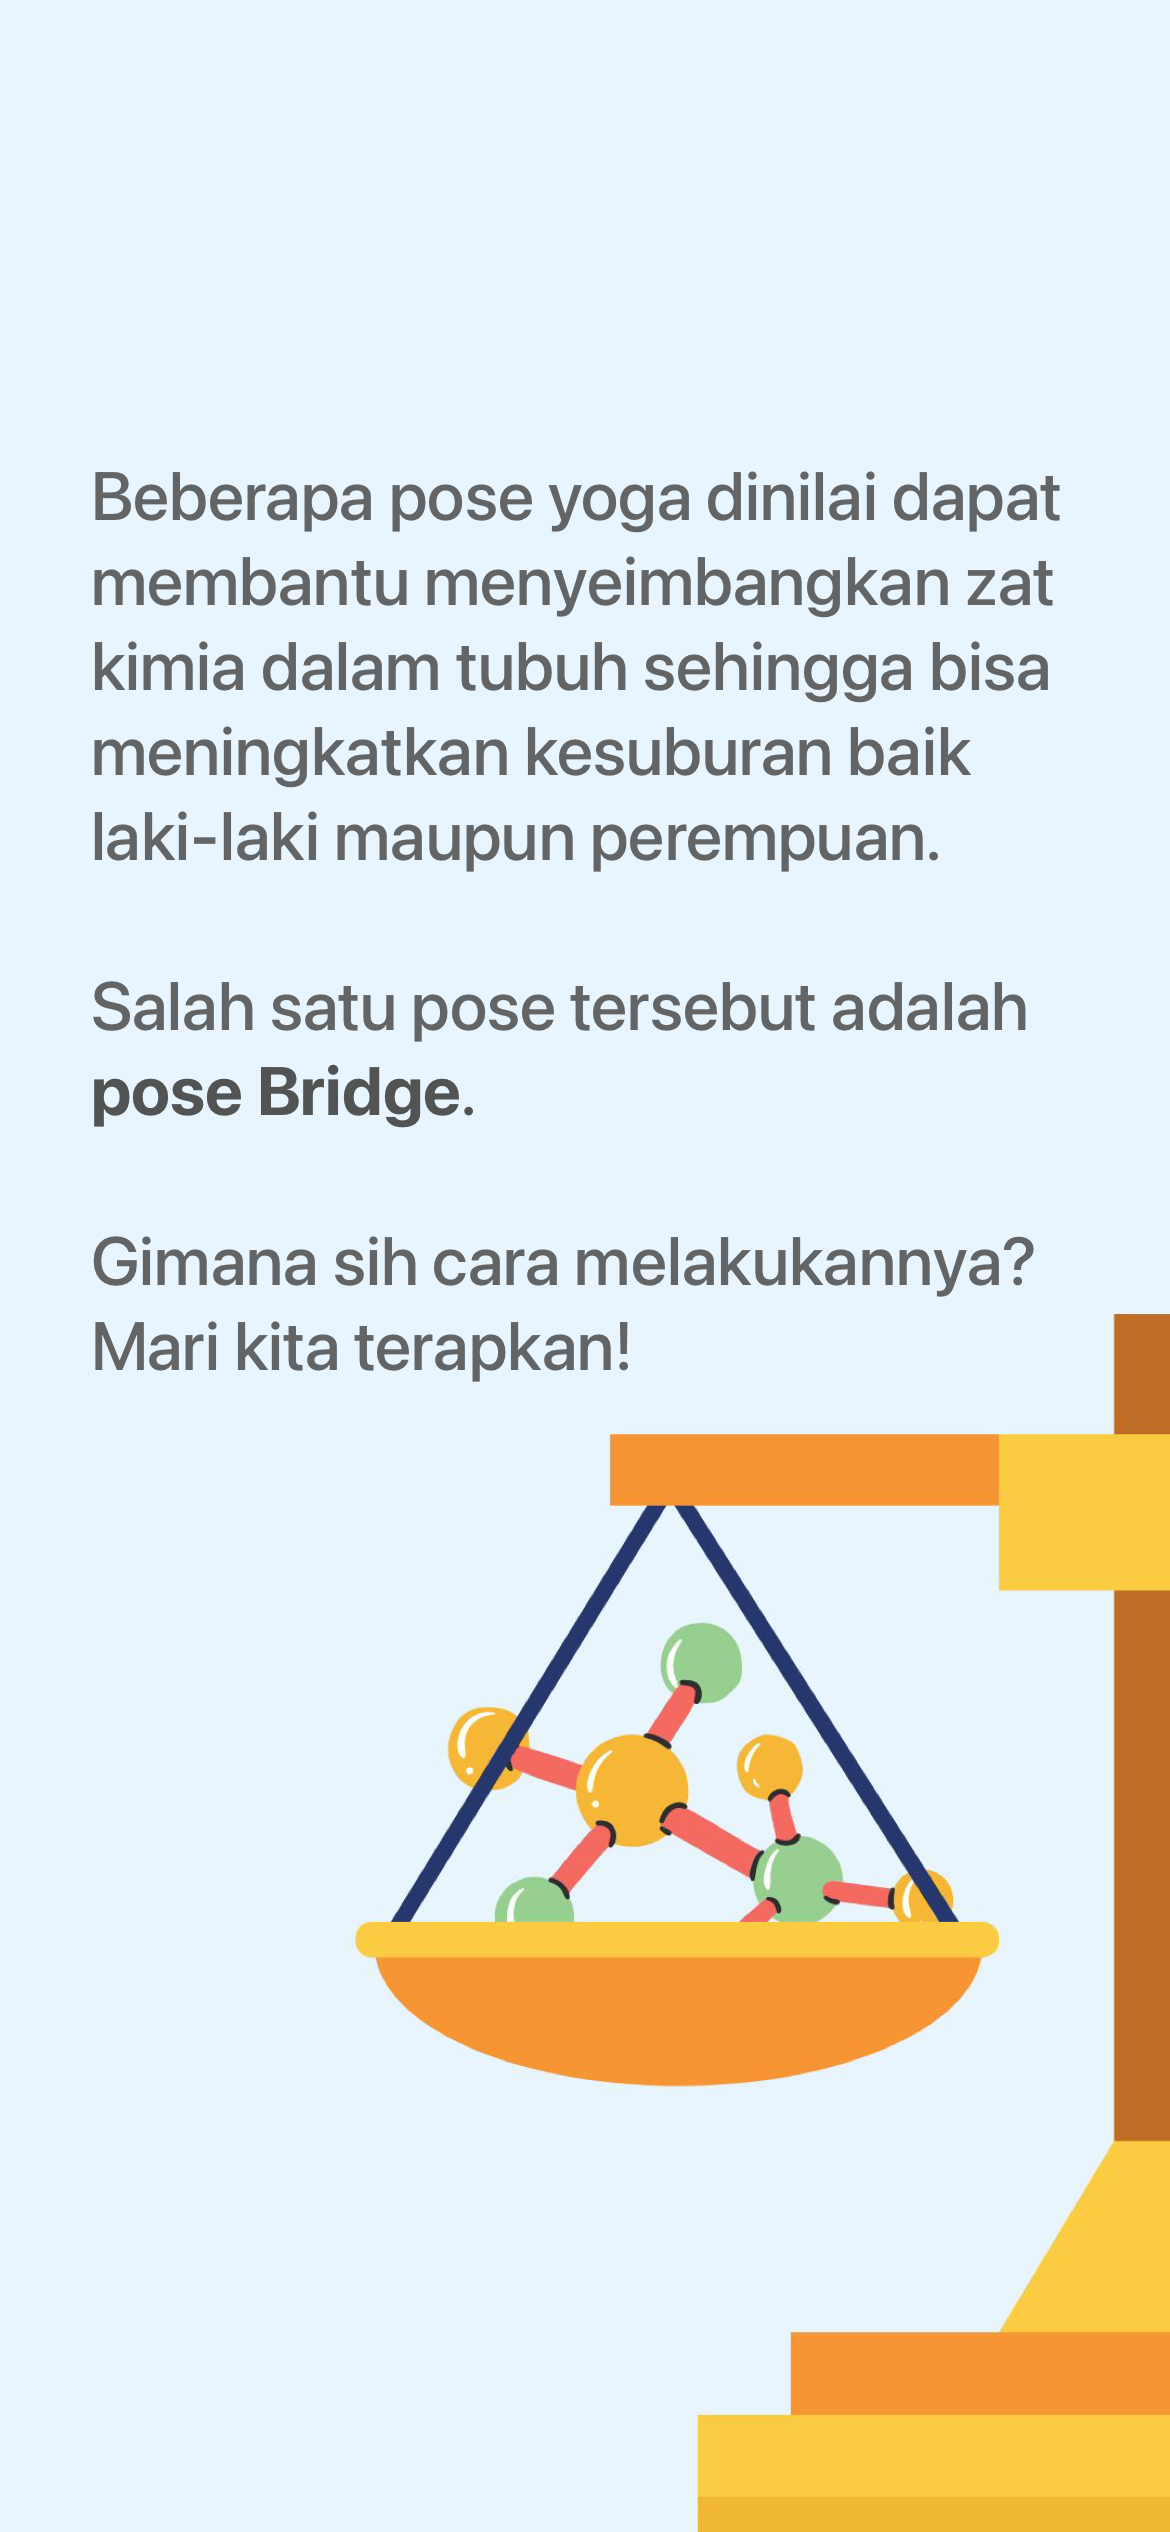 Beberapa pose yoga dinilai dapat
membantu menyeimbangkan zat
kimia dalam tubuh sehingga bisa
meningkatkan kesuburan baik
laki-laki maupun perempuan.
Salah satu pose tersebut adalah
pose Bridge.
Gimana sih cara melakukannya?
Mari kita terapkan!